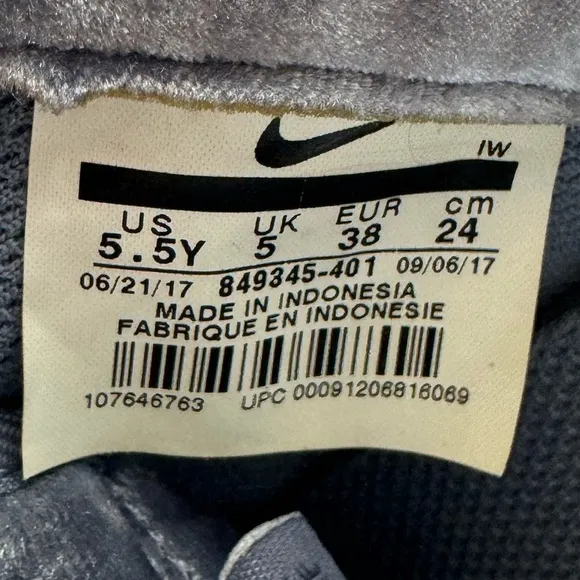 IW
US UK EUR cm
5.5Y 5 38 24
06/21/17 849345-401 09/06/17
MADE IN INDONESIA
FABRIQUE EN INDONESIE
107646763 UPC 00091206816069